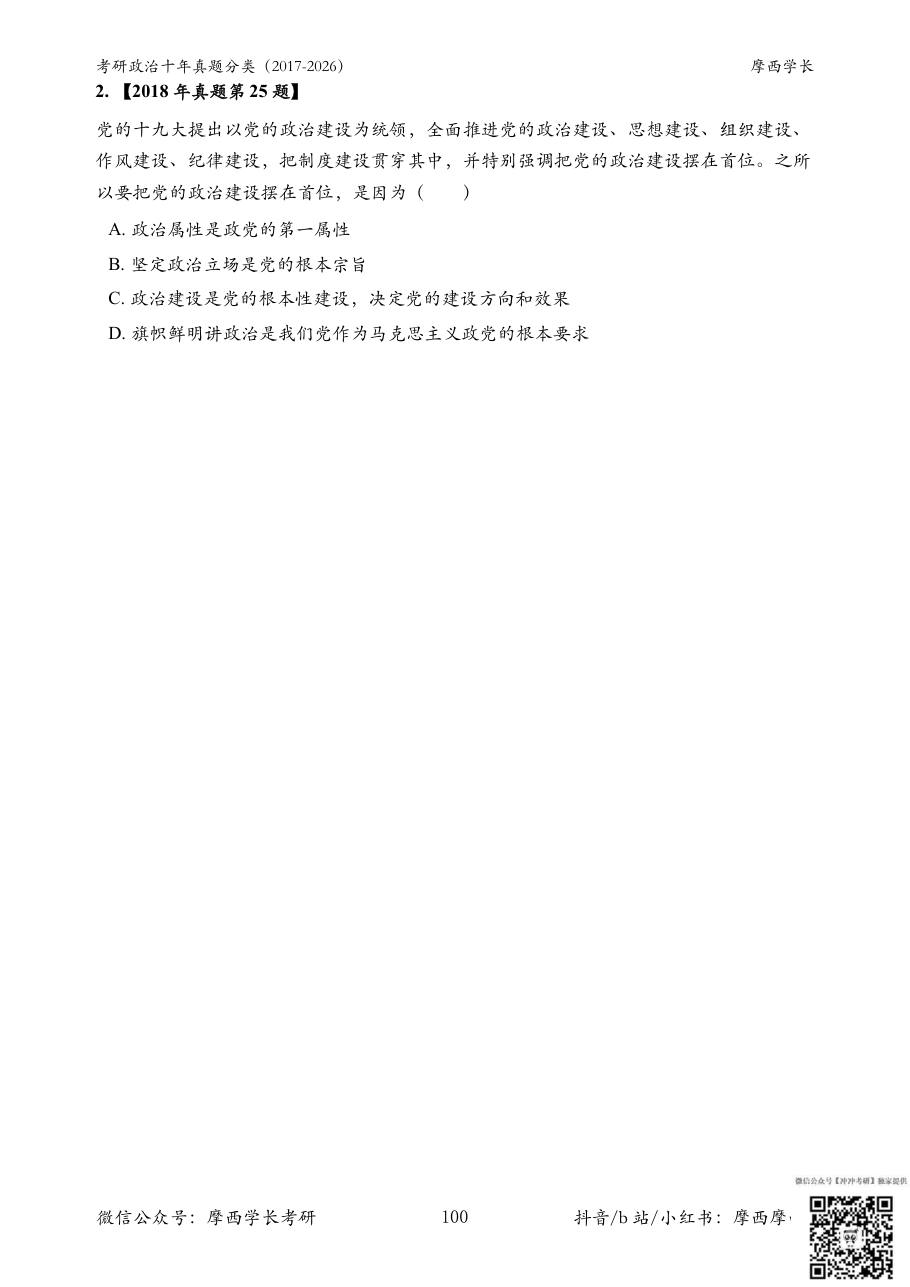 考研政治十年真题分类（2017-2026） 摩西学长
2. 【2018 年真题第 25 题】
党的十九大提出以党的政治建设为统领，全面推进党的政治建设、思想建设、组织建设、
作风建设、纪律建设，把制度建设贯穿其中，并特别强调把党的政治建设摆在首位。之所
以要把党的政治建设摆在首位，是因为（　　）
A. 政治属性是政党的第一属性
B. 坚定政治立场是党的根本宗旨
C. 政治建设是党的根本性建设，决定党的建设方向和效果
D. 旗帜鲜明讲政治是我们党作为马克思主义政党的根本要求
微信公众号【冲冲考研】独家提供
微信公众号：摩西学长考研 100 抖音/b 站/小红书：摩西摩